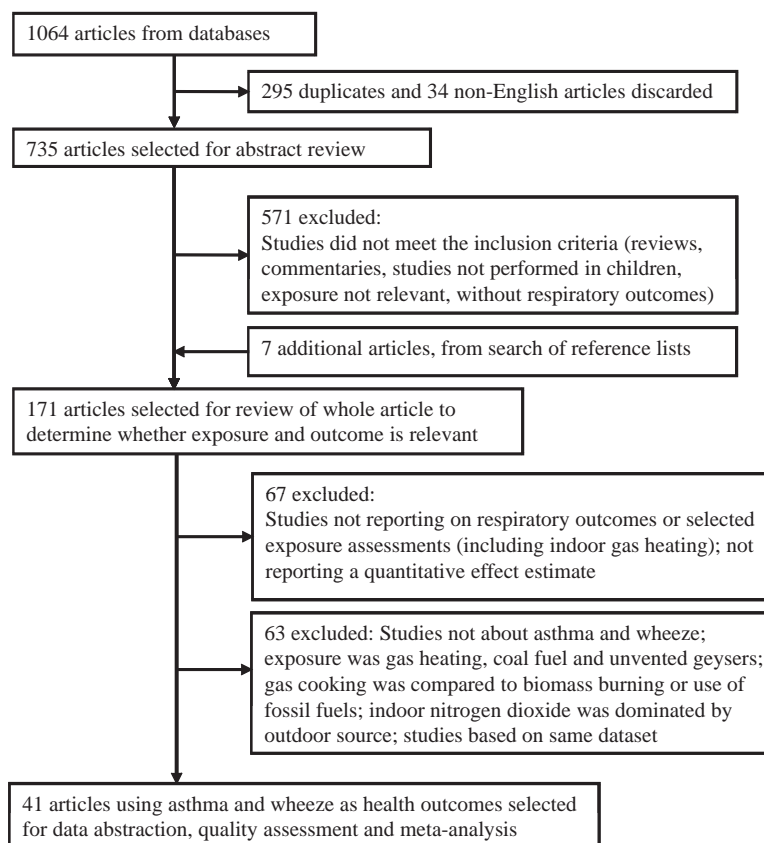 1064 articles from databases
295 duplicates and 34 non-English articles discarded
735 articles selected for abstract review
571 excluded:
Studies did not meet the inclusion criteria (reviews,
commentaries, studies not performed in children,
exposure not relevant, without respiratory outcomes)
7 additional articles, from search of reference lists
171 articles selected for review of whole article to
determine whether exposure and outcome is relevant
67 excluded:
Studies not reporting on respiratory outcomes or selected
exposure assessments (including indoor gas heating); not
reporting a quantitative effect estimate
63 excluded: Studies not about asthma and wheeze;
exposure was gas heating, coal fuel and unvented geysers;
gas cooking was compared to biomass burning or use of
fossil fuels; indoor nitrogen dioxide was dominated by
outdoor source; studies based on same dataset
41 articles using asthma and wheeze as health outcomes selected
for data abstraction, quality assessment and meta-analysis